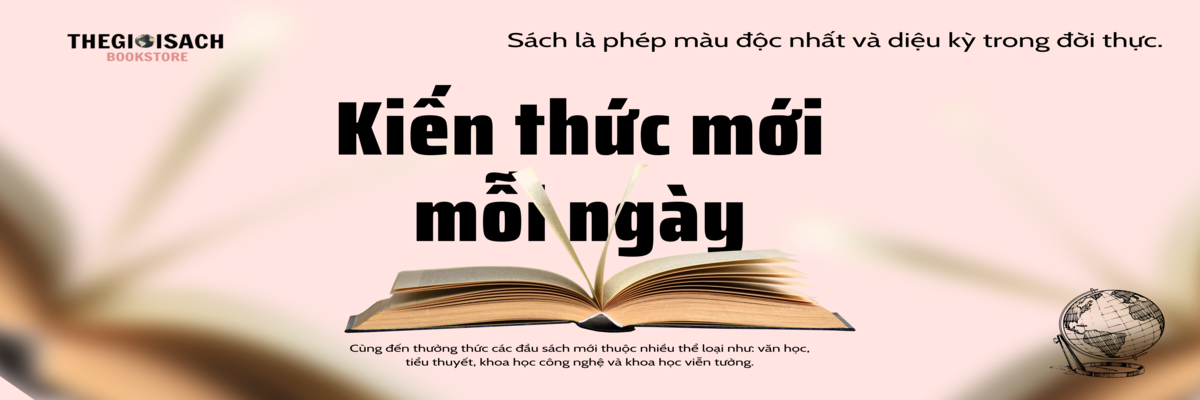 THEGIOISACH
BOOKSTORE
Sách là phép màu độc nhất và diệu kỳ trong đời thực.
Kiến thức mới
mỗi ngày
Cùng đến thưởng thức các đầu sách mới thuộc nhiều thể loại như: văn học,
tiểu thuyết, khoa học công nghệ và khoa học viễn tưởng.